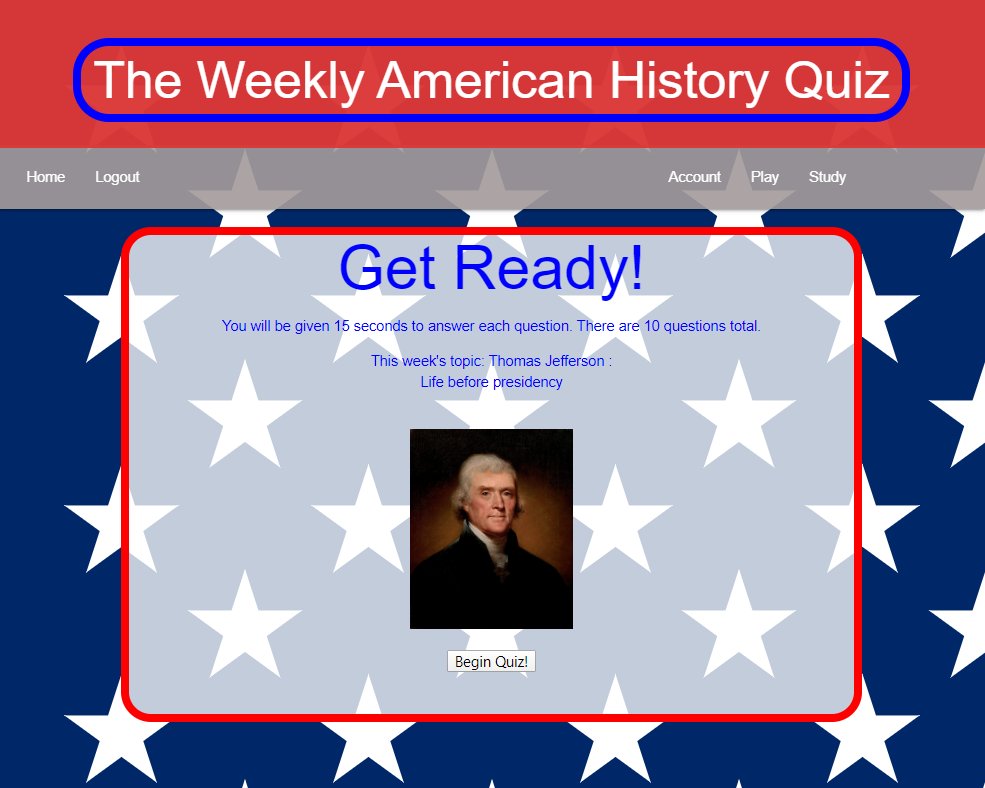 The Weekly American History Quiz
Home Logout Account Play Study
Get Ready!
You will be given 15 seconds to answer each question. There are 10 questions total.
This week's topic: Thomas Jefferson :
Life before presidency
Begin Quiz!